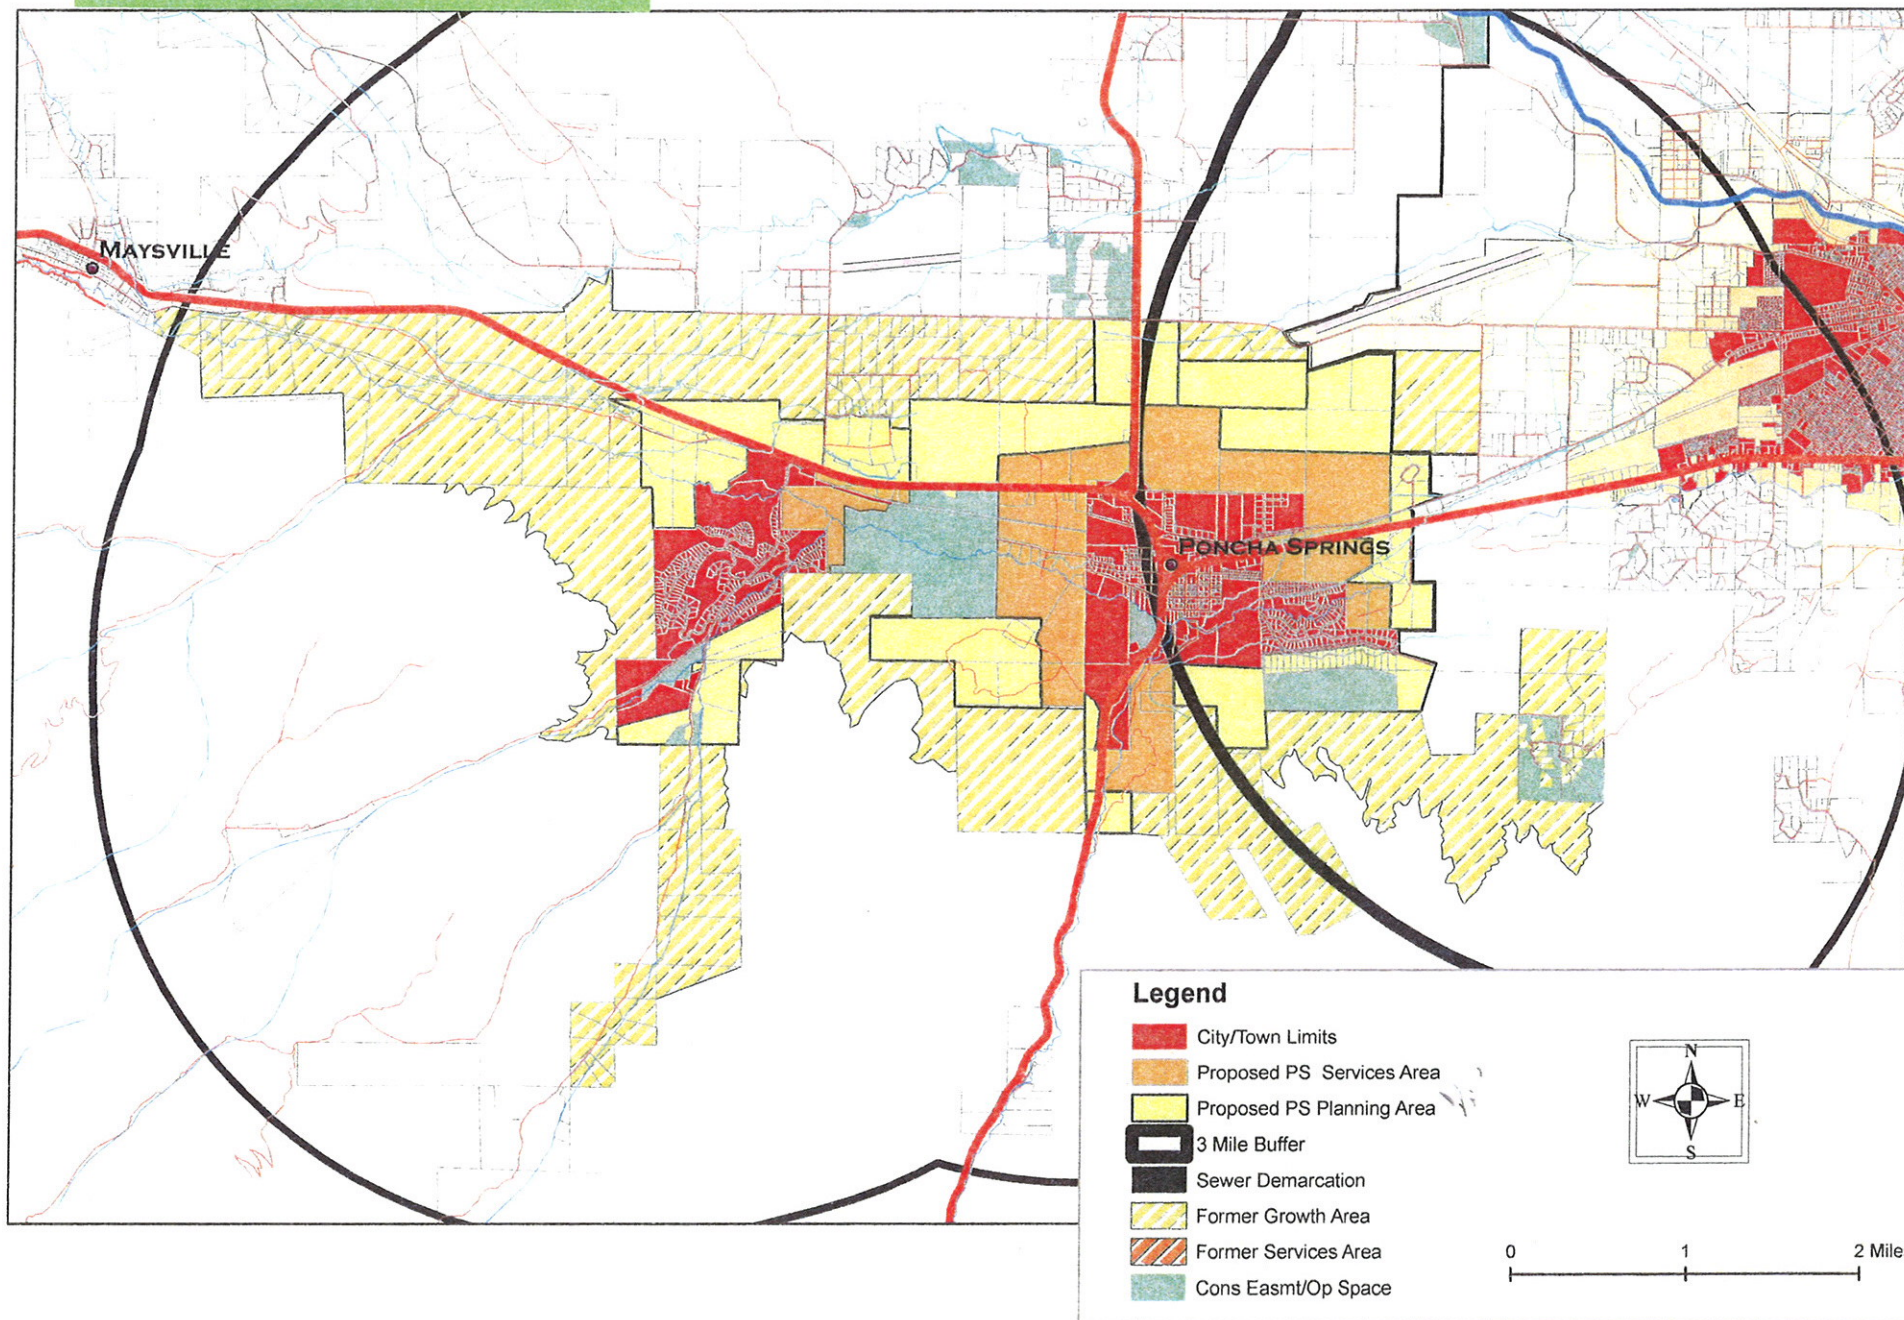 MAYSVILLE
PONCHA SPRINGS
Legend
City/Town Limits
Proposed PS Services Area
Proposed PS Planning Area
3 Mile Buffer
Sewer Demarcation
Former Growth Area
Former Services Area
Cons Easmt/Op Space
N
W E
S
0 1 2 Mile